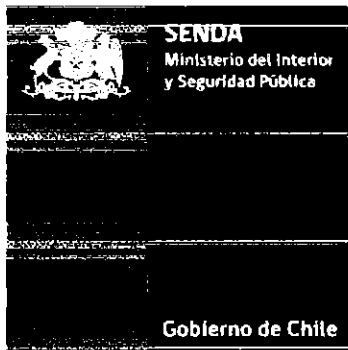 SENDA
Ministerio del Interior
y Seguridad Pública
Gobierno de Chile